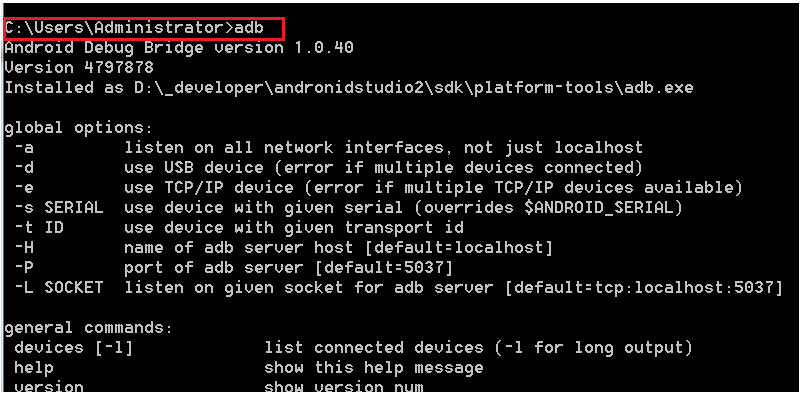 C:\Users\Administrator>adb
Android Debug Bridge version 1.0.40
Version 4797878
Installed as D:\_developer\andronidstudio2\sdk\platform-tools\adb.exe
global options:
-a listen on all network interfaces, not just localhost
-d use USB device (error if multiple devices connected)
-e use TCP/IP device (error if multiple TCP/IP devices available)
-s SERIAL use device with given serial (overrides $ANDROID_SERIAL)
-t ID use device with given transport id
-H name of adb server host [default=localhost]
-P port of adb server [default=5037]
-L SOCKET listen on given socket for adb server [default=tcp:localhost:5037]
general commands:
devices [-l] list connected devices (-l for long output)
help show this help message
version show version num